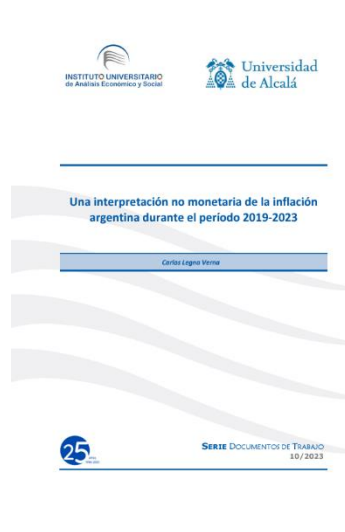 INSTITUTO UNIVERSITARIO
de Análisis Económico y Social
Universidad
de Alcalá
Una interpretación no monetaria de la inflación
argentina durante el período 2019-2023
Carlos Legna Verna
25
SERIE DOCUMENTOS DE TRABAJO
10/2023